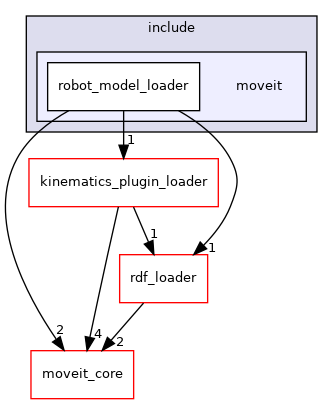 include
robot_model_loader
moveit
1
kinematics_plugin_loader
1
1
rdf_loader
2
4
2
moveit_core